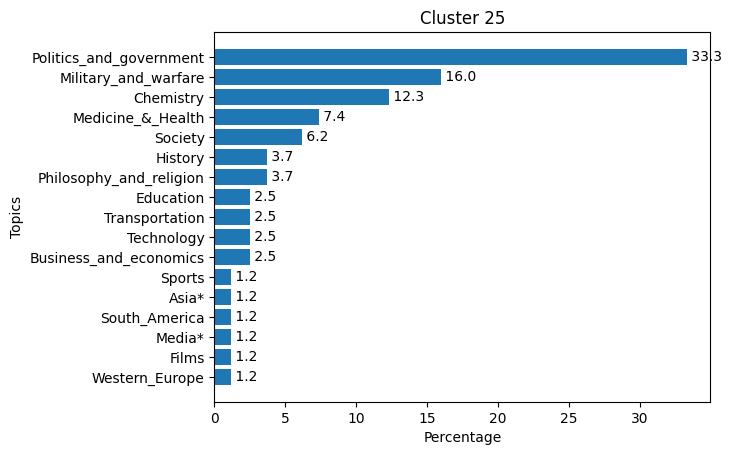 Cluster 25
Politics_and_government 33.3
Military_and_warfare 16.0
Chemistry 12.3
Medicine_&_Health 7.4
Society 6.2
History 3.7
Philosophy_and_religion 3.7
Education 2.5
Transportation 2.5
Technology 2.5
Business_and_economics 2.5
Sports 1.2
Asia* 1.2
South_America 1.2
Media* 1.2
Films 1.2
Western_Europe 1.2
0 5 10 15 20 25 30
Percentage
Topics